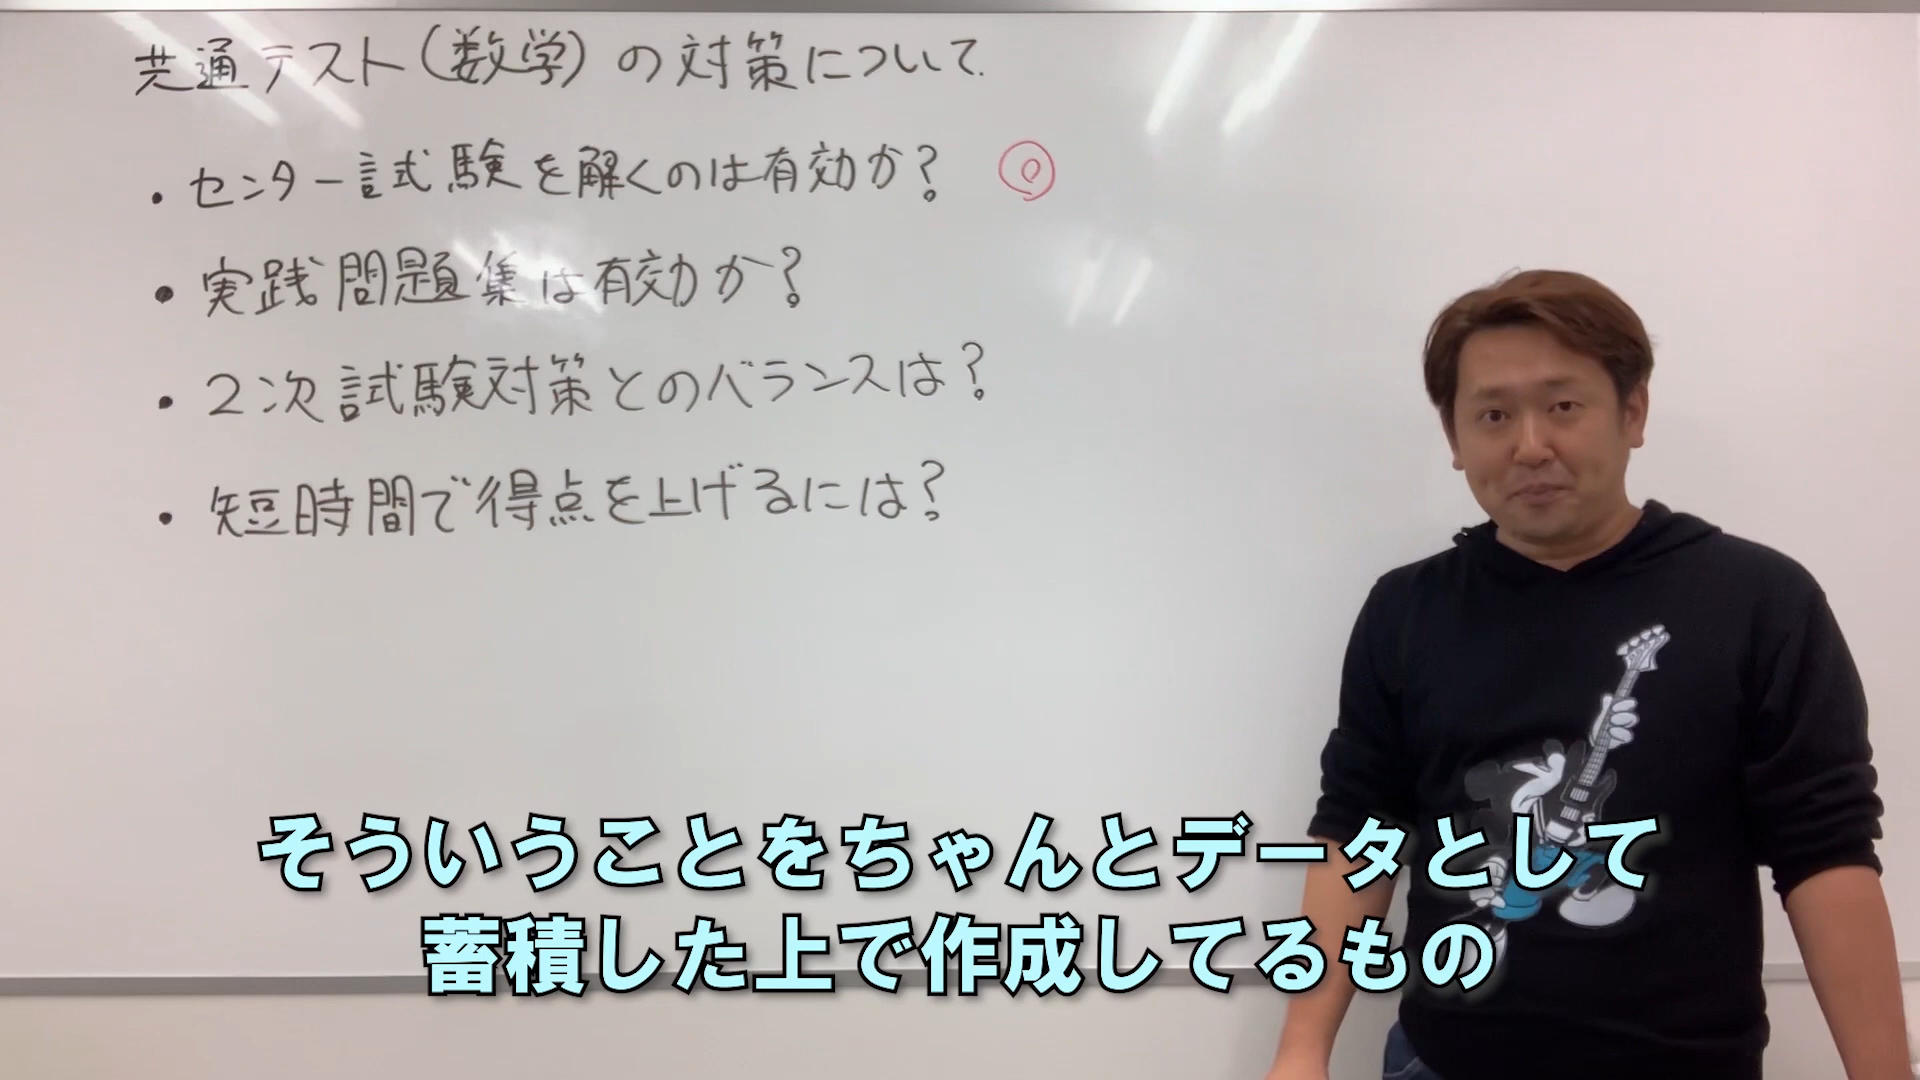 共通テスト(数学)の対策について.
・センター試験を解くのは有効か? ◎
・実践問題集は有効か?
・2次試験対策とのバランスは?
・短時間で得点を上げるには?
そういうことをちゃんとデータとして
蓄積した上で作成してるもの